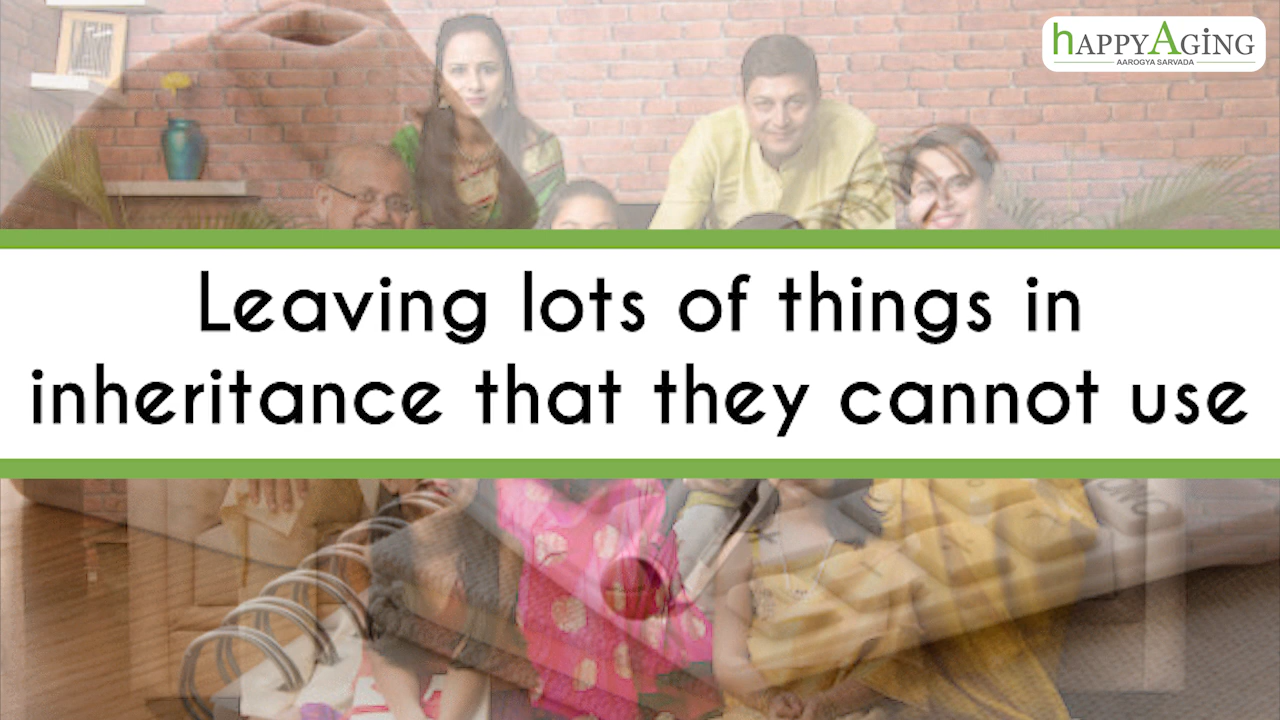 hAPPYAGiNG
AAROGYA SARVADA
Leaving lots of things in
inheritance that they cannot use